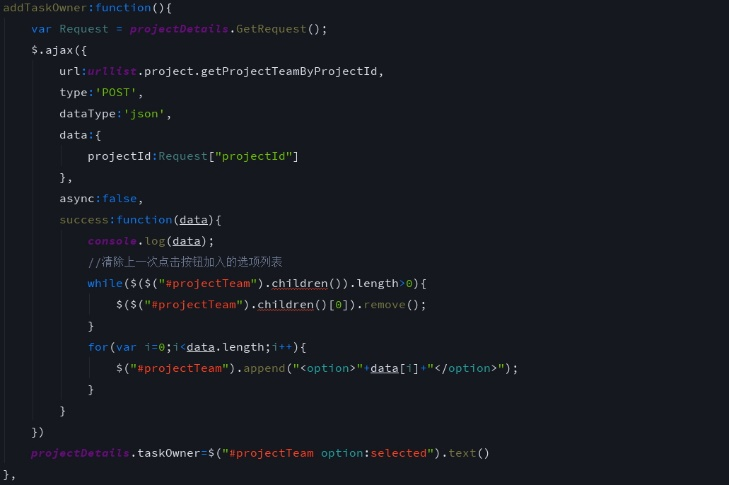 addTaskOwner:function(){
var Request = projectDetails.GetRequest();
$.ajax({
url:urllist.project.getProjectTeamByProjectId,
type:'POST',
dataType:'json',
data:{
projectId:Request["projectId"]
},
async:false,
success:function(data){
console.log(data);
//清除上一次点击按钮加入的选项列表
while($($("#projectTeam").children()).length>0){
$($("#projectTeam").children()[0]).remove();
}
for(var i=0;i<data.length;i++){
$("#projectTeam").append("<option>"+data[i]+"</option>");
}
}
})
projectDetails.taskOwner=$("#projectTeam option:selected").text()
},